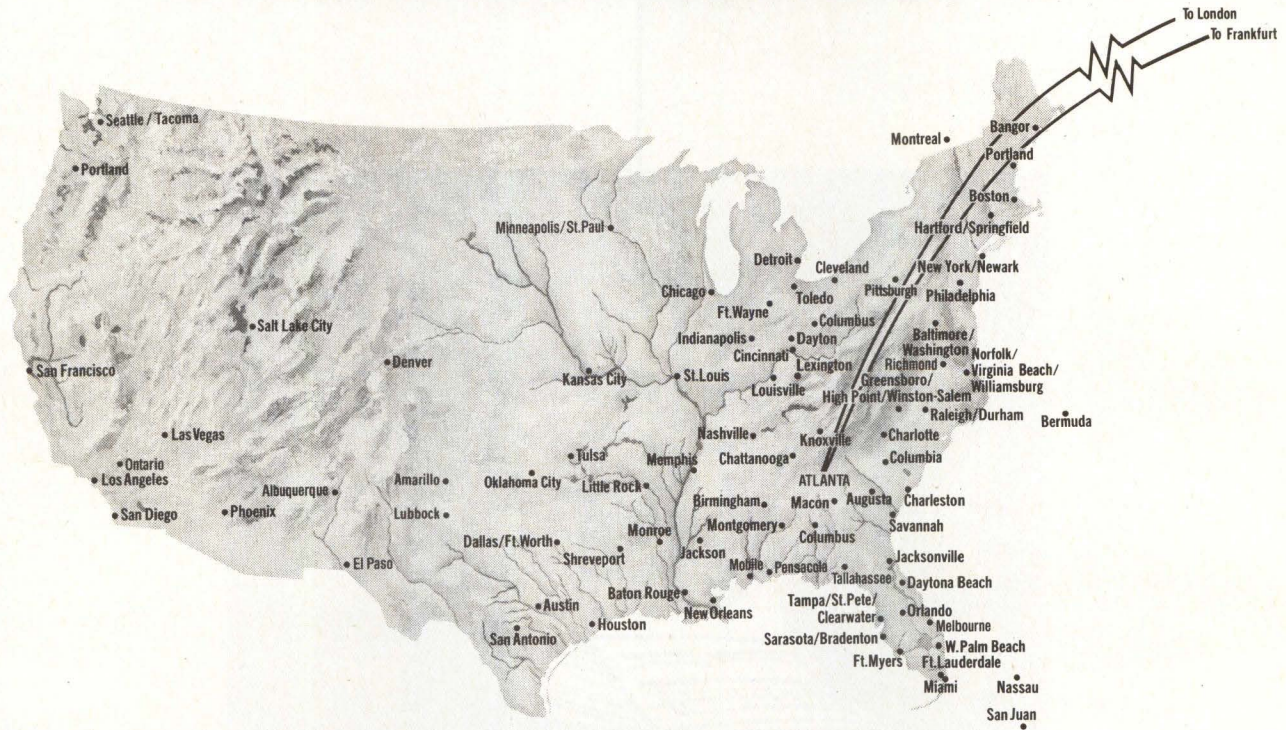 To London
To Frankfurt
Seattle / Tacoma
Portland
Montreal
Bangor
Portland
Boston
Hartford/Springfield
Minneapolis/St.Paul
Detroit
Cleveland
New York/Newark
Chicago
Toledo
Pittsburgh
Philadelphia
Ft.Wayne
Columbus
Salt Lake City
Indianapolis
Dayton
Baltimore/
Washington
Cincinnati
Norfolk/
Virginia Beach/
Williamsburg
Denver
San Francisco
Kansas City
St.Louis
Lexington
Richmond
Louisville
Greensboro/
High Point/Winston-Salem
Raleigh/Durham
Bermuda
Las Vegas
Nashville
Knoxville
Charlotte
Ontario
Los Angeles
Tulsa
Memphis
Chattanooga
Columbia
Amarillo
Oklahoma City
Little Rock
ATLANTA
Albuquerque
Birmingham
Macon
Augusta
Charleston
San Diego
Phoenix
Lubbock
Monroe
Montgomery
Columbus
Savannah
Dallas/Ft.Worth
Shreveport
Jackson
El Paso
Mobile
Pensacola
Tallahassee
Jacksonville
Daytona Beach
Baton Rouge
New Orleans
Tampa/St.Pete/
Clearwater
Austin
Orlando
Melbourne
Houston
San Antonio
Sarasota/Bradenton
W.Palm Beach
Ft.Myers
Ft.Lauderdale
Miami
Nassau
San Juan